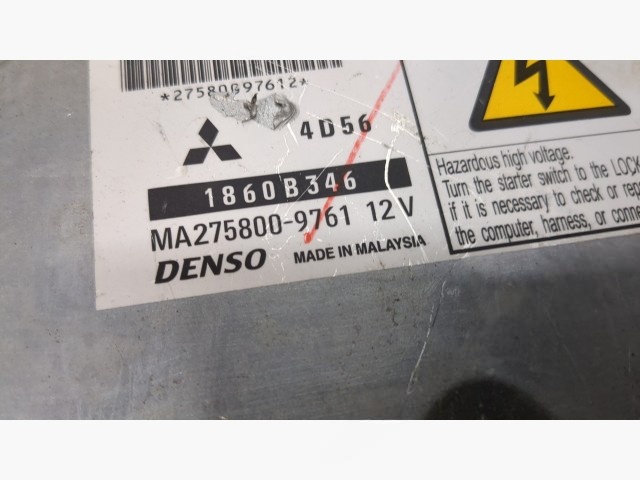 *27580G97612*
4D56
1860B346
MA275800-9761 12V
DENSO MADE IN MALAYSIA
Hazardous high voltage.
Turn the starter switch to the LOCK
if it is necessary to check or
the computer, harness, or